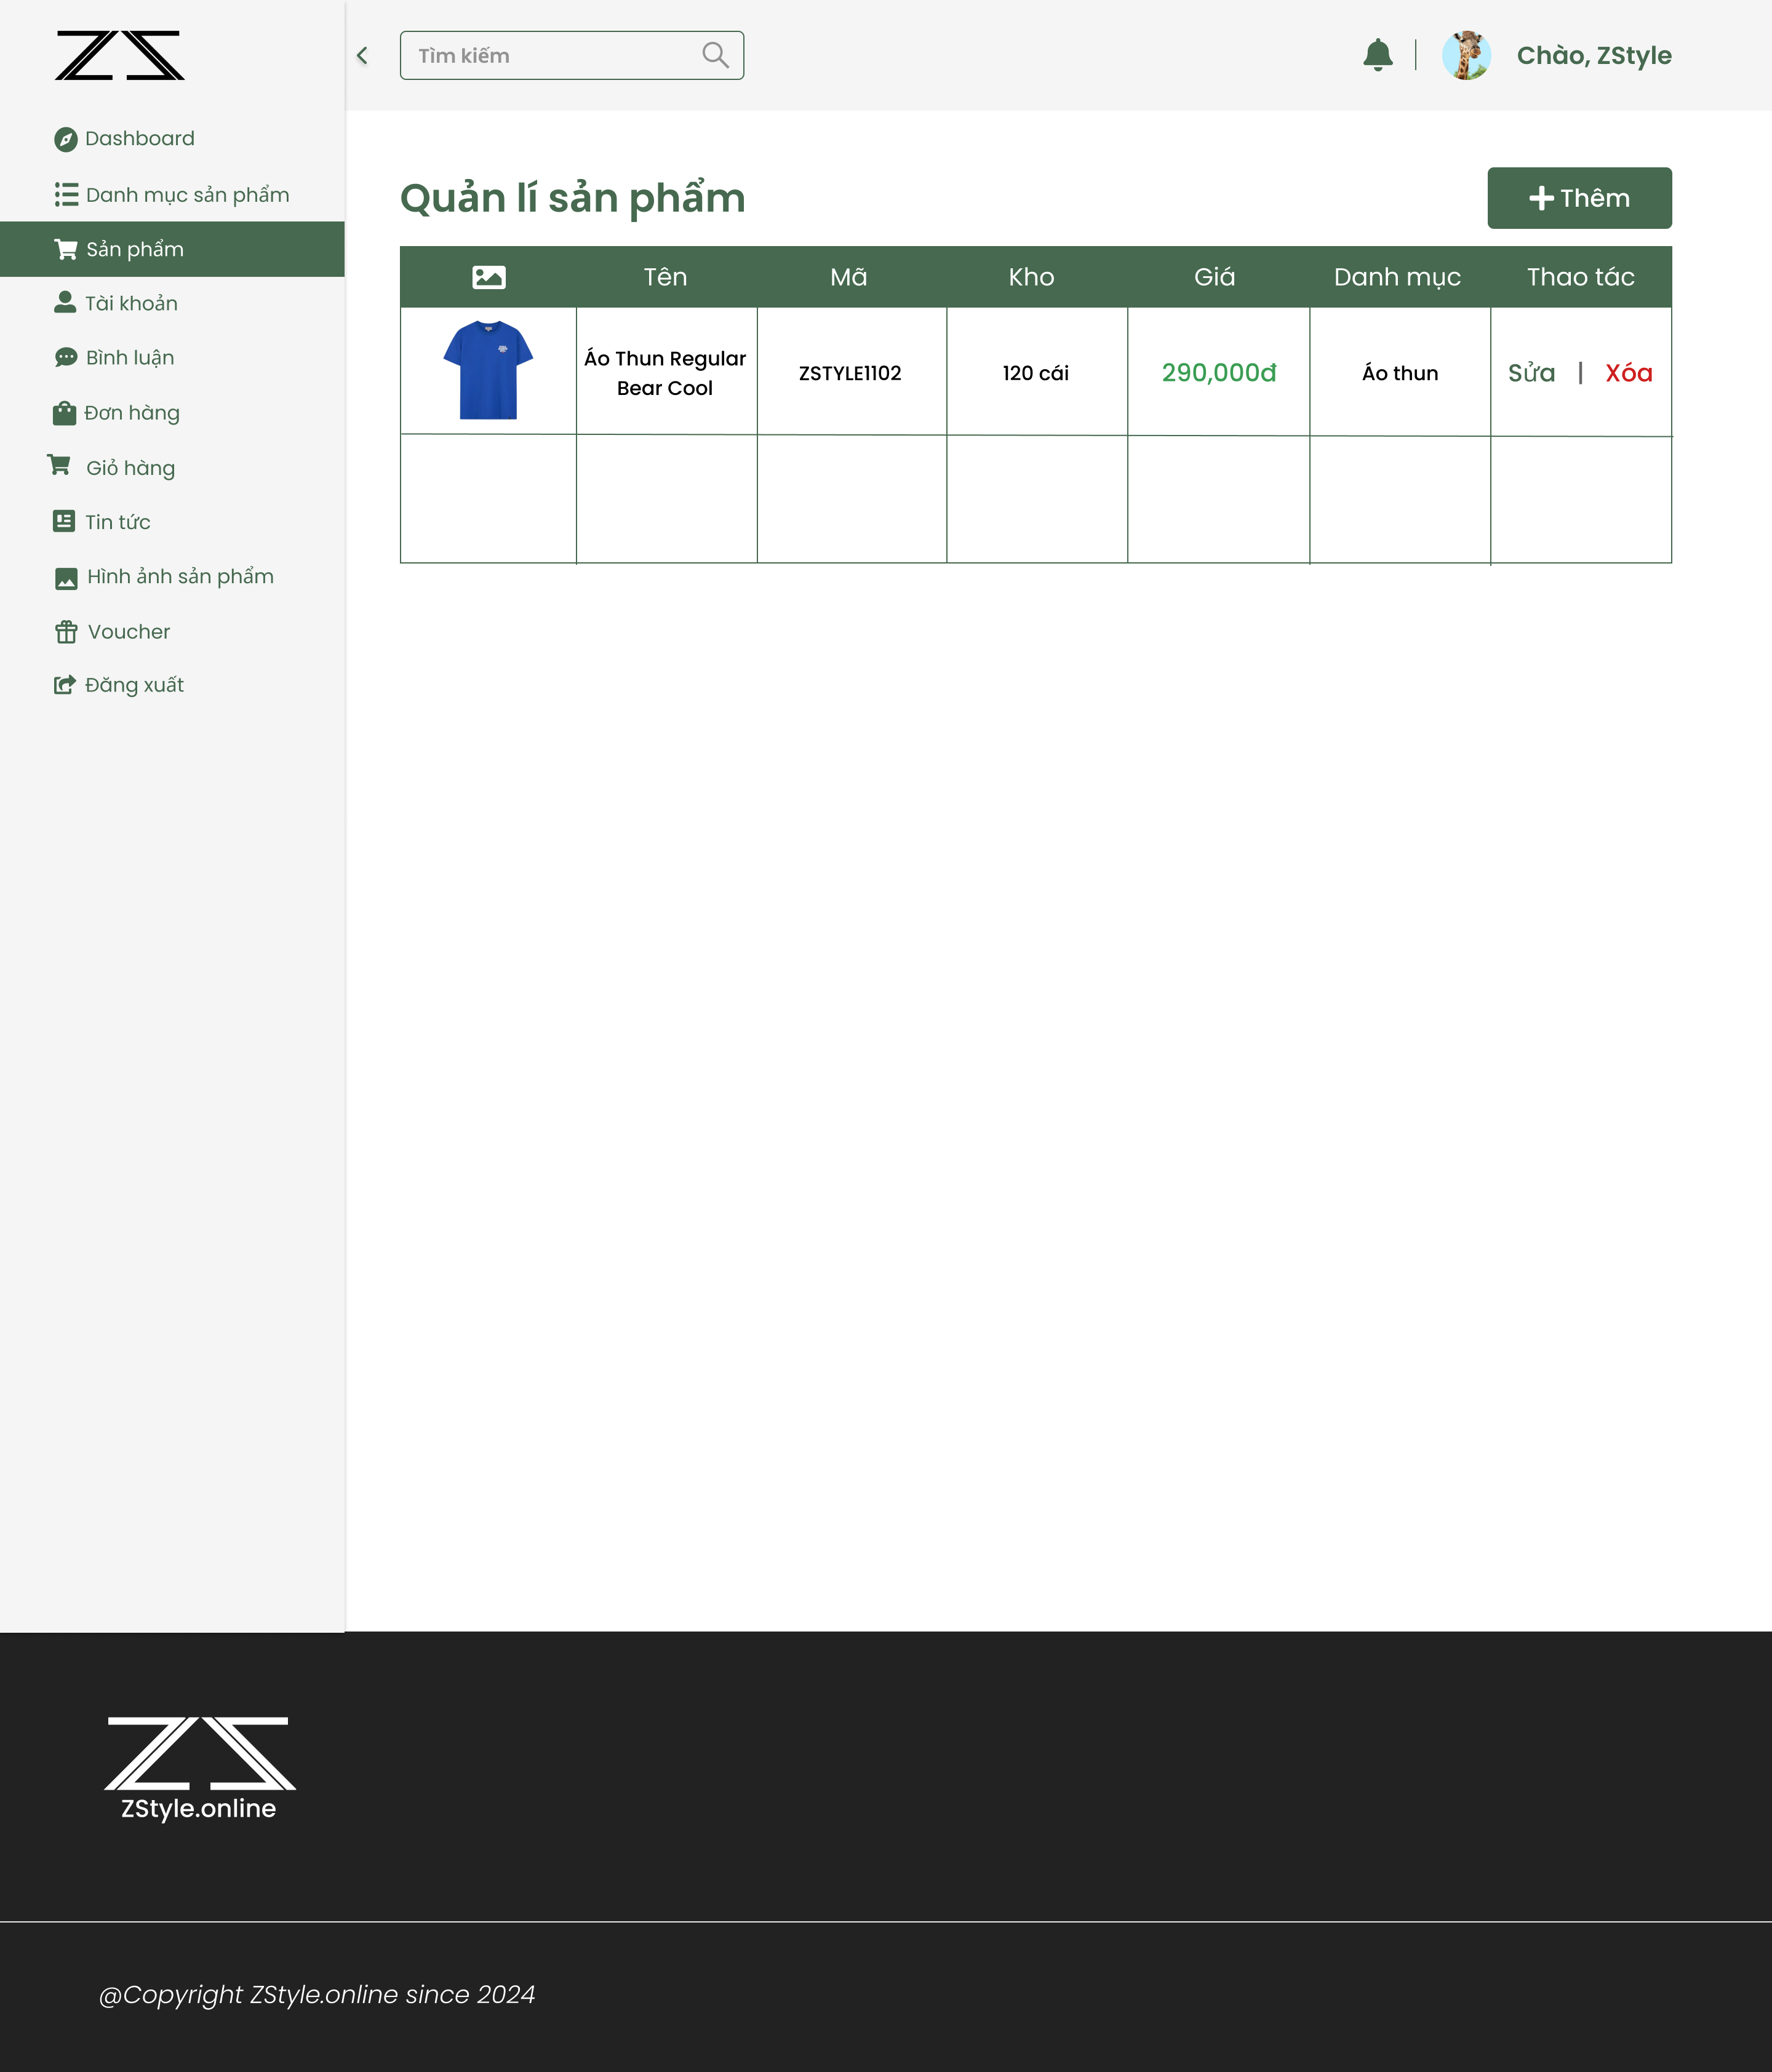 ZS
Tìm kiếm
Chào, ZStyle
Dashboard
Danh mục sản phẩm
Sản phẩm
Tài khoản
Bình luận
Đơn hàng
Giỏ hàng
Tin tức
Hình ảnh sản phẩm
Voucher
Đăng xuất
Quản lí sản phẩm
Thêm
Tên Mã Kho Giá Danh mục Thao tác
Áo Thun Regular
Bear Cool
ZSTYLE1102 120 cái 290,000đ Áo thun Sửa | Xóa
ZS
ZStyle.online
@Copyright ZStyle.online since 2024